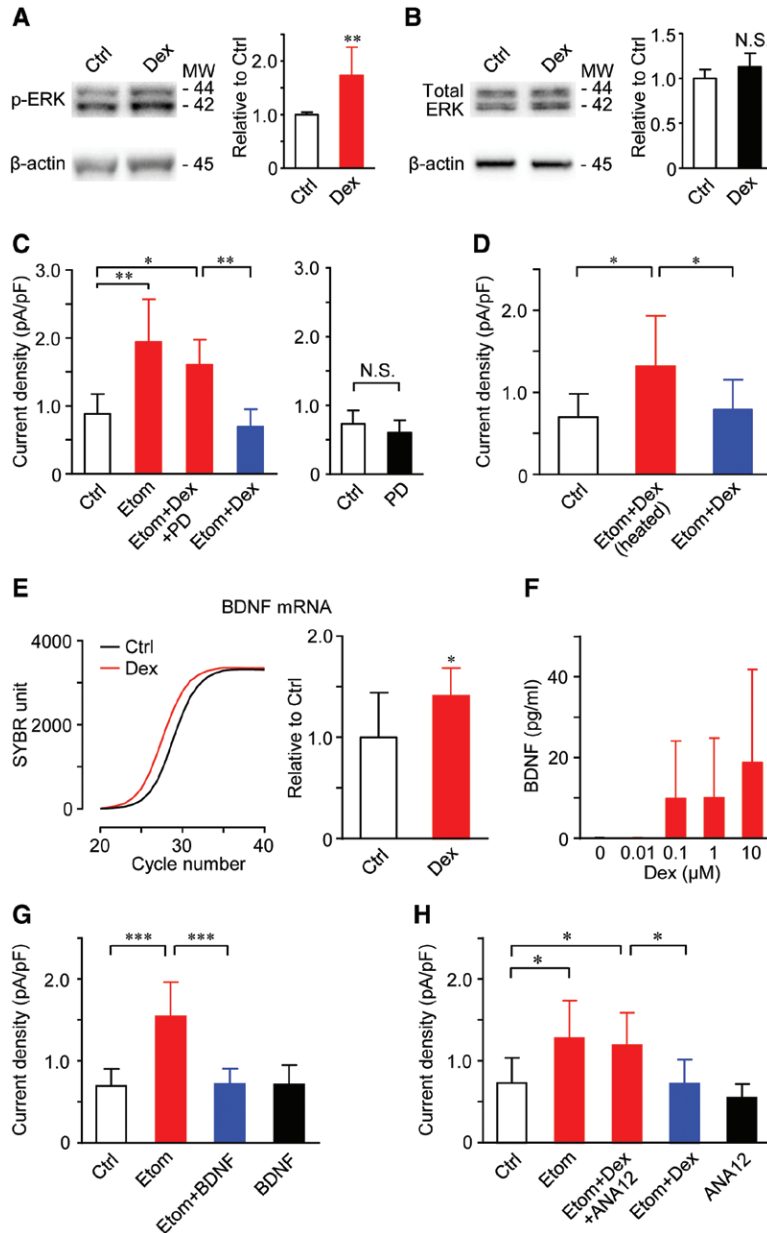 A
Ctrl
Dex
MW
p-ERK
- 44
- 42
β-actin
- 45
Relative to Ctrl
2.0
1.0
0
**
Ctrl
Dex
B
Ctrl
Dex
MW
Total
ERK
- 44
- 42
β-actin
- 45
Relative to Ctrl
1.5
1.0
0.5
0
N.S.
Ctrl
Dex
C
Current density (pA/pF)
3.0
2.0
1.0
0
*
**
**
Ctrl
Etom
Etom+Dex
+PD
Etom+Dex
3.0
2.0
1.0
0
N.S.
Ctrl
PD
D
Current density (pA/pF)
2.0
1.0
0
*
*
Ctrl
Etom+Dex
(heated)
Etom+Dex
E
BDNF mRNA
SYBR unit
4000
2000
0
Ctrl
Dex
20
30
40
Cycle number
Relative to Ctrl
2.0
1.0
0
*
Ctrl
Dex
F
BDNF (pg/ml)
40
20
0
0 0.01 0.1 1 10
Dex (µM)
G
Current density (pA/pF)
2.0
1.0
0
***
***
Ctrl
Etom
Etom+BDNF
BDNF
H
Current density (pA/pF)
2.0
1.0
0
*
*
*
Ctrl
Etom
Etom+Dex
+ANA12
Etom+Dex
ANA12